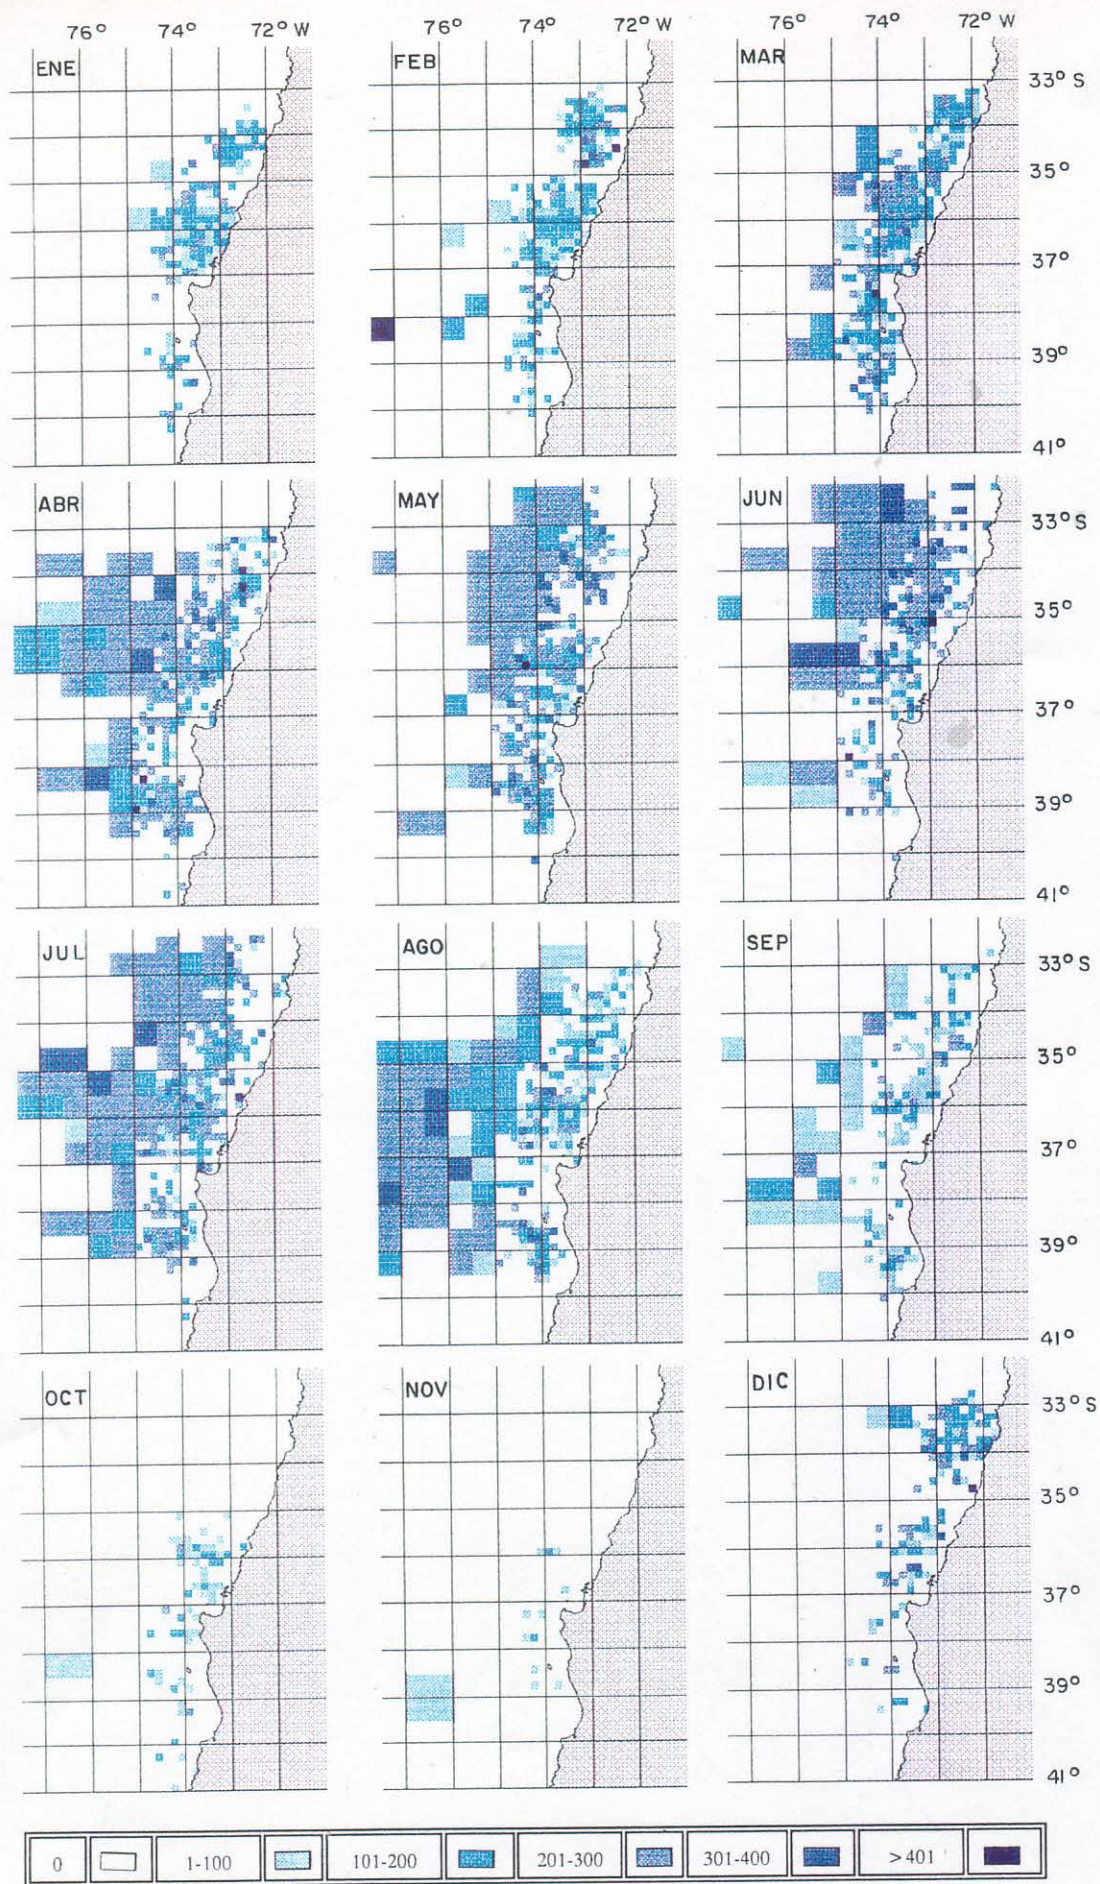 76° 74° 72° W 76° 74° 72° W 76° 74° 72° W
ENE FEB MAR
33° S
35°
37°
39°
41°
ABR MAY JUN
33° S
35°
37°
39°
41°
JUL AGO SEP
33° S
35°
37°
39°
41°
OCT NOV DIC
33° S
35°
37°
39°
41°
0 1-100 101-200 201-300 301-400 > 401